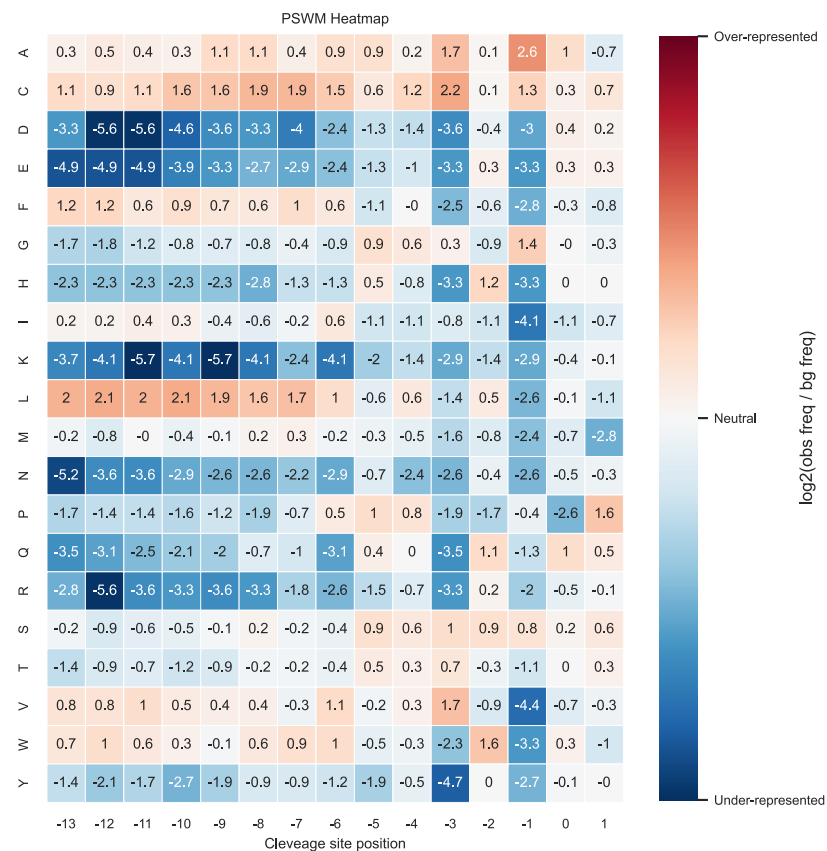 PSWM Heatmap
A 0.3 0.5 0.4 0.3 1.1 1.1 0.4 0.9 0.9 0.2 1.7 0.1 2.6 1 -0.7
C 1.1 0.9 1.1 1.6 1.6 1.9 1.9 1.5 0.6 1.2 2.2 0.1 1.3 0.3 0.7
D -3.3 -5.6 -5.6 -4.6 -3.6 -3.3 -4 -2.4 -1.3 -1.4 -3.6 -0.4 -3 0.4 0.2
E -4.9 -4.9 -4.9 -3.9 -3.3 -2.7 -2.9 -2.4 -1.3 -1 -3.3 0.3 -3.3 0.3 0.3
F 1.2 1.2 0.6 0.9 0.7 0.6 1 0.6 -1.1 -0 -2.5 -0.6 -2.8 -0.3 -0.8
G -1.7 -1.8 -1.2 -0.8 -0.7 -0.8 -0.4 -0.9 0.9 0.6 0.3 -0.9 1.4 -0 -0.3
H -2.3 -2.3 -2.3 -2.3 -2.3 -2.8 -1.3 -1.3 0.5 -0.8 -3.3 1.2 -3.3 0 0
I 0.2 0.2 0.4 0.3 -0.4 -0.6 -0.2 0.6 -1.1 -1.1 -0.8 -1.1 -4.1 -1.1 -0.7
K -3.7 -4.1 -5.7 -4.1 -5.7 -4.1 -2.4 -4.1 -2 -1.4 -2.9 -1.4 -2.9 -0.4 -0.1
L 2 2.1 2 2.1 1.9 1.6 1.7 1 -0.6 0.6 -1.4 0.5 -2.6 -0.1 -1.1
M -0.2 -0.8 -0 -0.4 -0.1 0.2 0.3 -0.2 -0.3 -0.5 -1.6 -0.8 -2.4 -0.7 -2.8
N -5.2 -3.6 -3.6 -2.9 -2.6 -2.6 -2.2 -2.9 -0.7 -2.4 -2.6 -0.4 -2.6 -0.5 -0.3
P -1.7 -1.4 -1.4 -1.6 -1.2 -1.9 -0.7 0.5 1 0.8 -1.9 -1.7 -0.4 -2.6 1.6
Q -3.5 -3.1 -2.5 -2.1 -2 -0.7 -1 -3.1 0.4 0 -3.5 1.1 -1.3 1 0.5
R -2.8 -5.6 -3.6 -3.3 -3.6 -3.3 -1.8 -2.6 -1.5 -0.7 -3.3 0.2 -2 -0.5 -0.1
S -0.2 -0.9 -0.6 -0.5 -0.1 0.2 -0.2 -0.4 0.9 0.6 1 0.9 0.8 0.2 0.6
T -1.4 -0.9 -0.7 -1.2 -0.9 -0.2 -0.2 -0.4 0.5 0.3 0.7 -0.3 -1.1 0 0.3
V 0.8 0.8 1 0.5 0.4 0.4 -0.3 1.1 -0.2 0.3 1.7 -0.9 -4.4 -0.7 -0.3
W 0.7 1 0.6 0.3 -0.1 0.6 0.9 1 -0.5 -0.3 -2.3 1.6 -3.3 0.3 -1
Y -1.4 -2.1 -1.7 -2.7 -1.9 -0.9 -0.9 -1.2 -1.9 -0.5 -4.7 0 -2.7 -0.1 -0
-13 -12 -11 -10 -9 -8 -7 -6 -5 -4 -3 -2 -1 0 1
Cleveage site position
Over-represented
Neutral
Under-represented
log2(obs freq / bg freq)